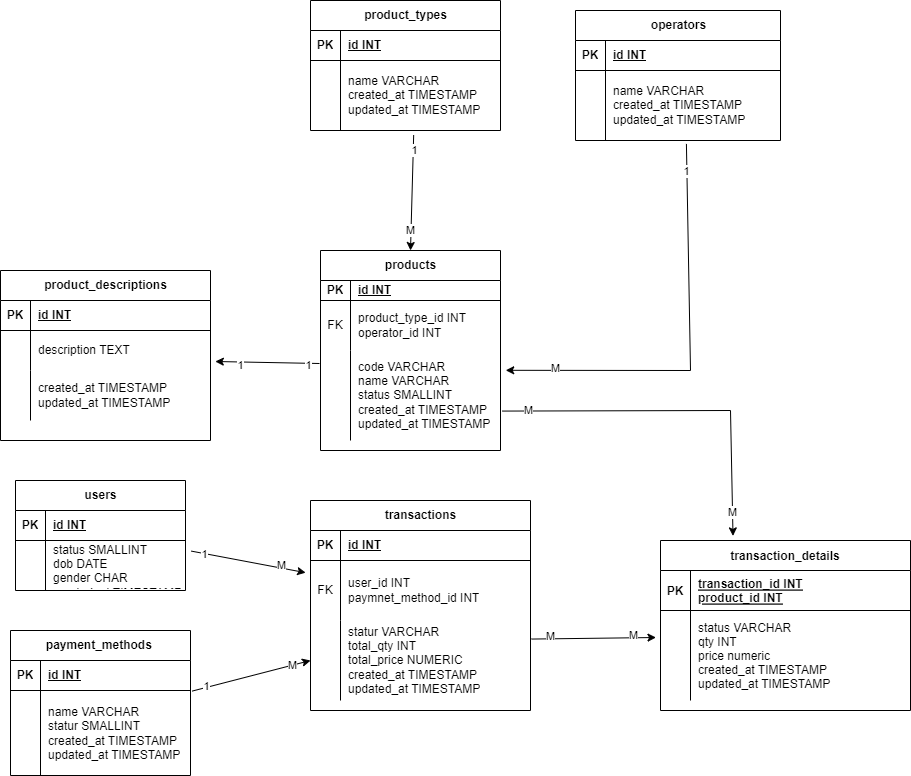 product_types
PK id INT
name VARCHAR
created_at TIMESTAMP
updated_at TIMESTAMP
operators
PK id INT
name VARCHAR
created_at TIMESTAMP
updated_at TIMESTAMP
1
1
M
products
PK id INT
FK product_type_id INT
operator_id INT
code VARCHAR
name VARCHAR
status SMALLINT
created_at TIMESTAMP
updated_at TIMESTAMP
product_descriptions
PK id INT
description TEXT
created_at TIMESTAMP
updated_at TIMESTAMP
1 1
M
M
M
users
PK id INT
status SMALLINT
dob DATE
gender CHAR
1 M
transactions
PK id INT
FK user_id INT
paymnet_method_id INT
statur VARCHAR
total_qty INT
total_price NUMERIC
created_at TIMESTAMP
updated_at TIMESTAMP
M M
transaction_details
PK transaction_id INT
product_id INT
status VARCHAR
qty INT
price numeric
created_at TIMESTAMP
updated_at TIMESTAMP
payment_methods
PK id INT
name VARCHAR
statur SMALLINT
created_at TIMESTAMP
updated_at TIMESTAMP
1 M